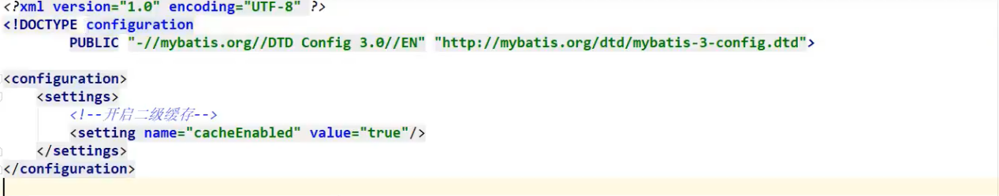 <?xml version="1.0" encoding="UTF-8" ?>
<!DOCTYPE configuration
        PUBLIC "-//mybatis.org//DTD Config 3.0//EN" "http://mybatis.org/dtd/mybatis-3-config.dtd">
<configuration>
    <settings>
        <!--开启二级缓存-->
        <setting name="cacheEnabled" value="true"/>
    </settings>
</configuration>